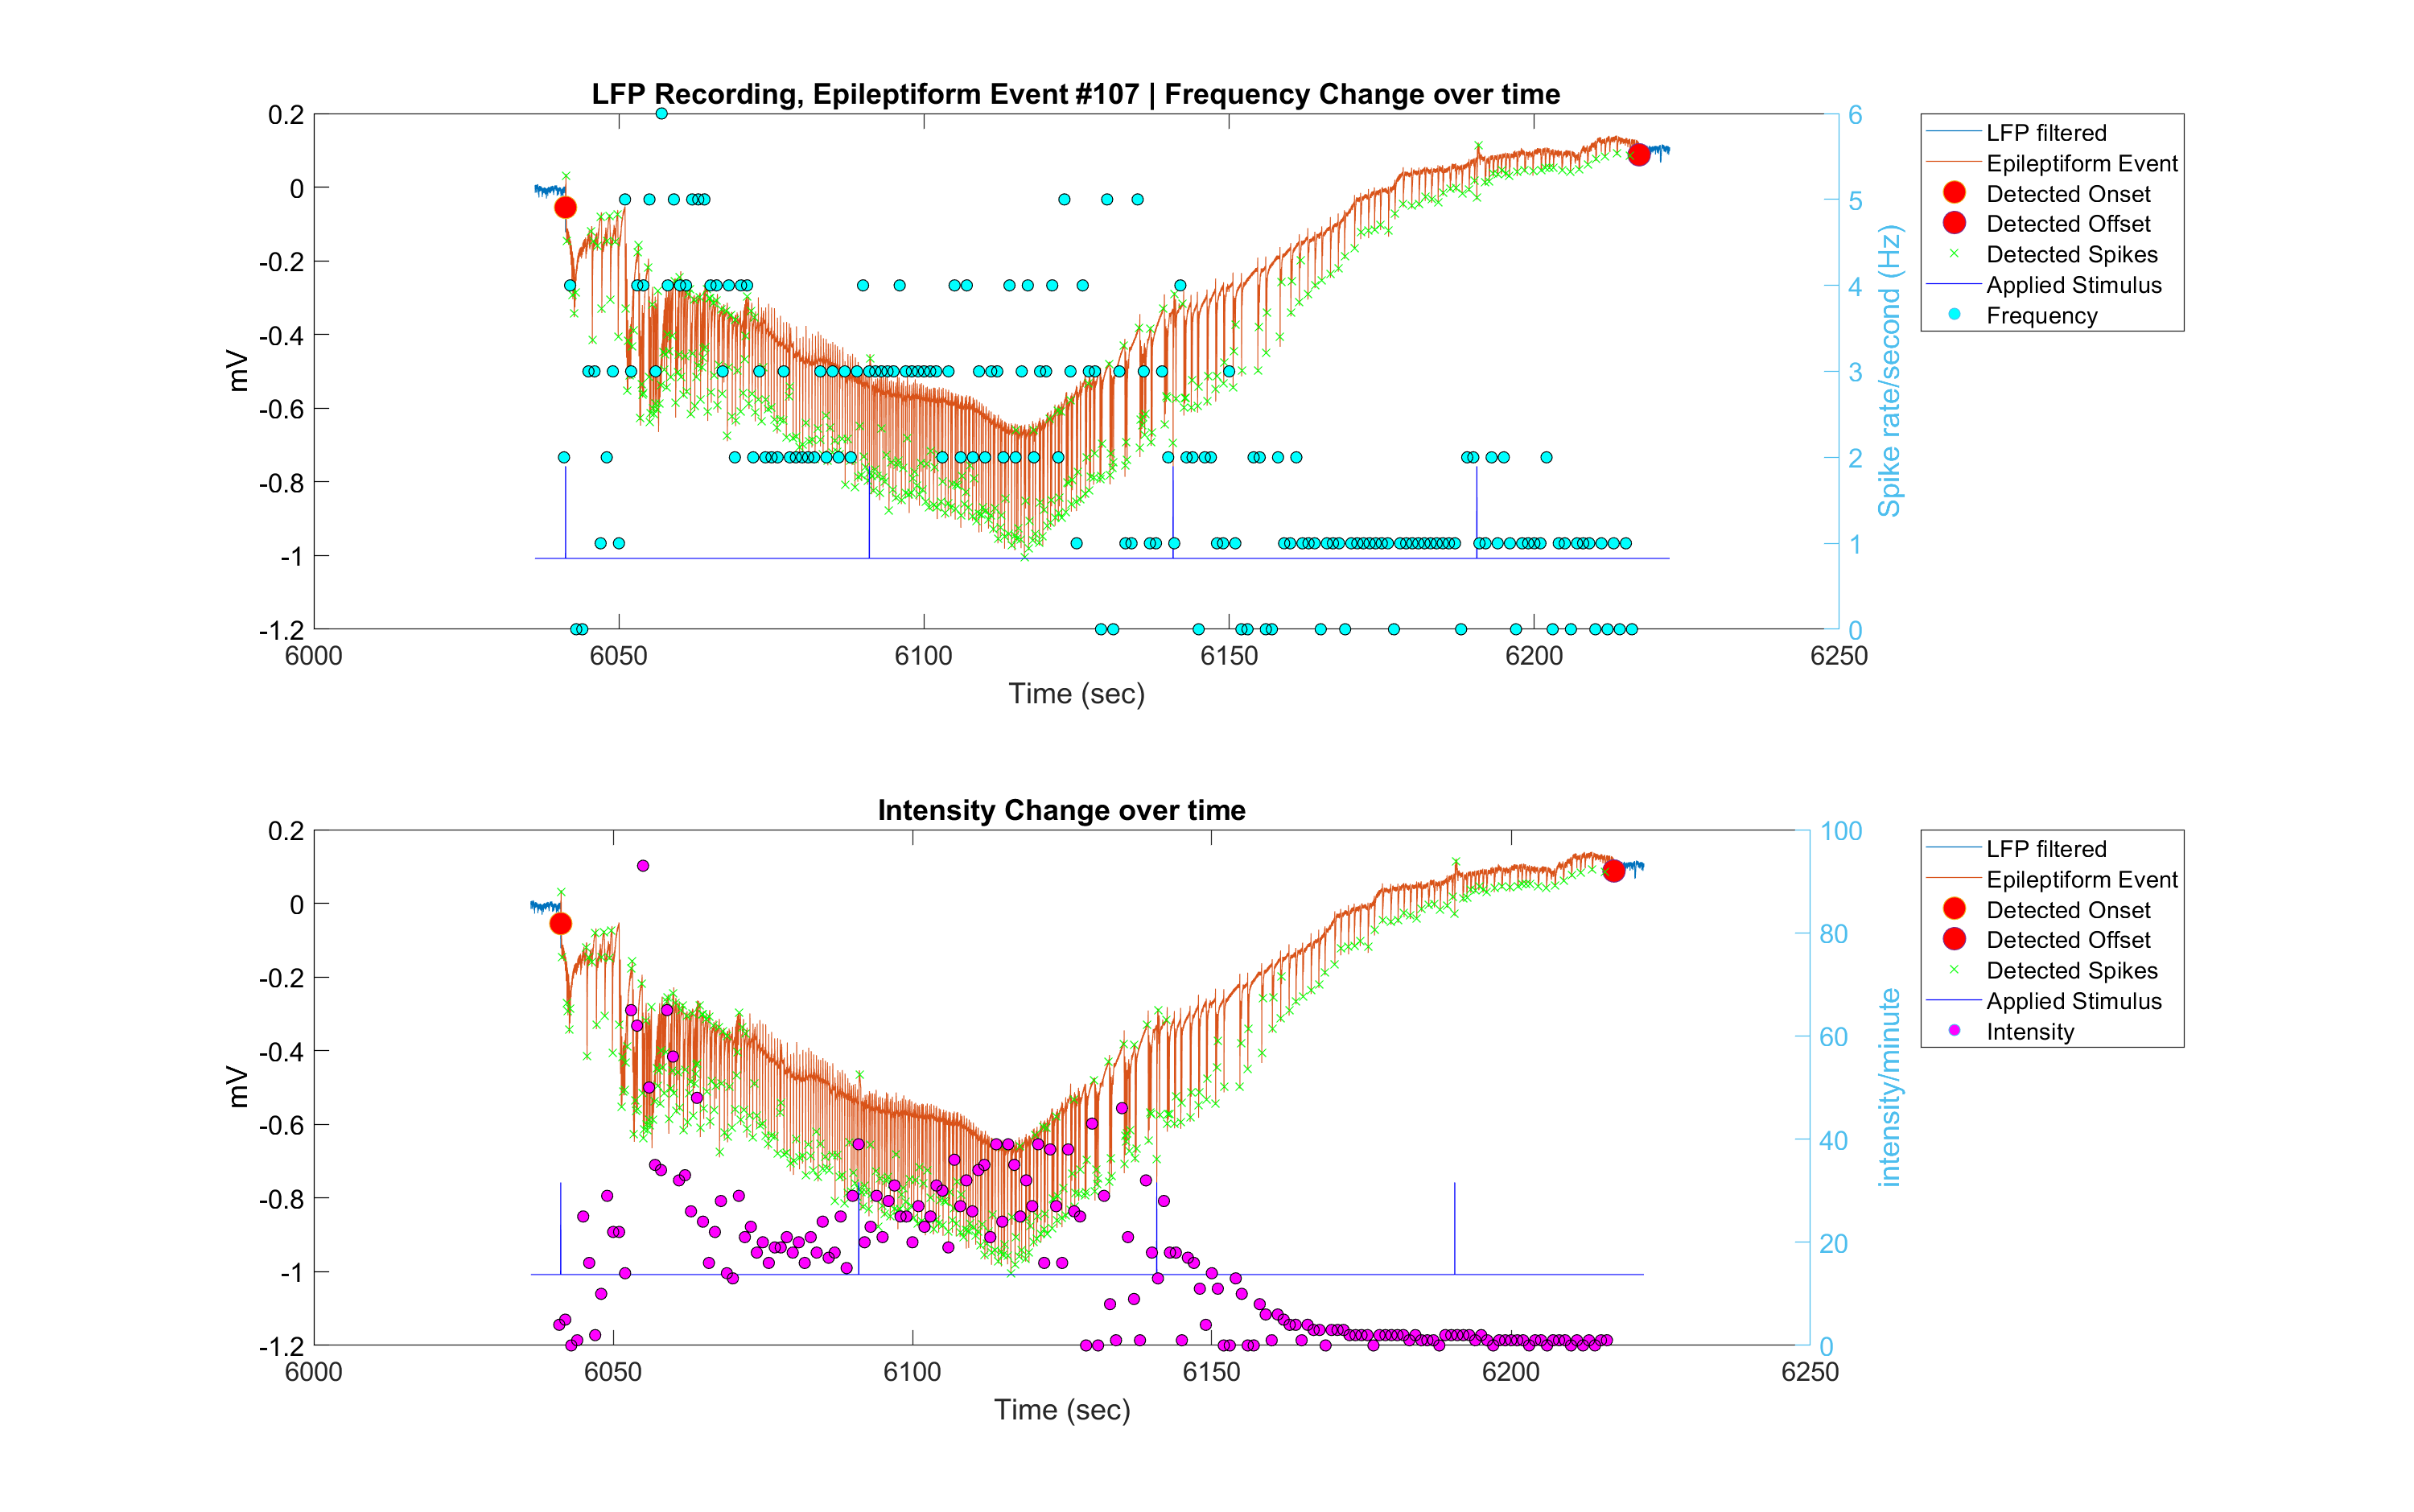 LFP Recording, Epileptiform Event #107 | Frequency Change over time
0.2
0
-0.2
-0.4
-0.6
-0.8
-1
-1.2
mV
6000
6050
6100
6150
6200
6250
Time (sec)
6
5
4
3
2
1
0
Spike rate/second (Hz)
LFP filtered
Epileptiform Event
Detected Onset
Detected Offset
Detected Spikes
Applied Stimulus
Frequency
Intensity Change over time
0.2
0
-0.2
-0.4
-0.6
-0.8
-1
-1.2
mV
6000
6050
6100
6150
6200
6250
Time (sec)
100
80
60
40
20
0
intensity/minute
LFP filtered
Epileptiform Event
Detected Onset
Detected Offset
Detected Spikes
Applied Stimulus
Intensity